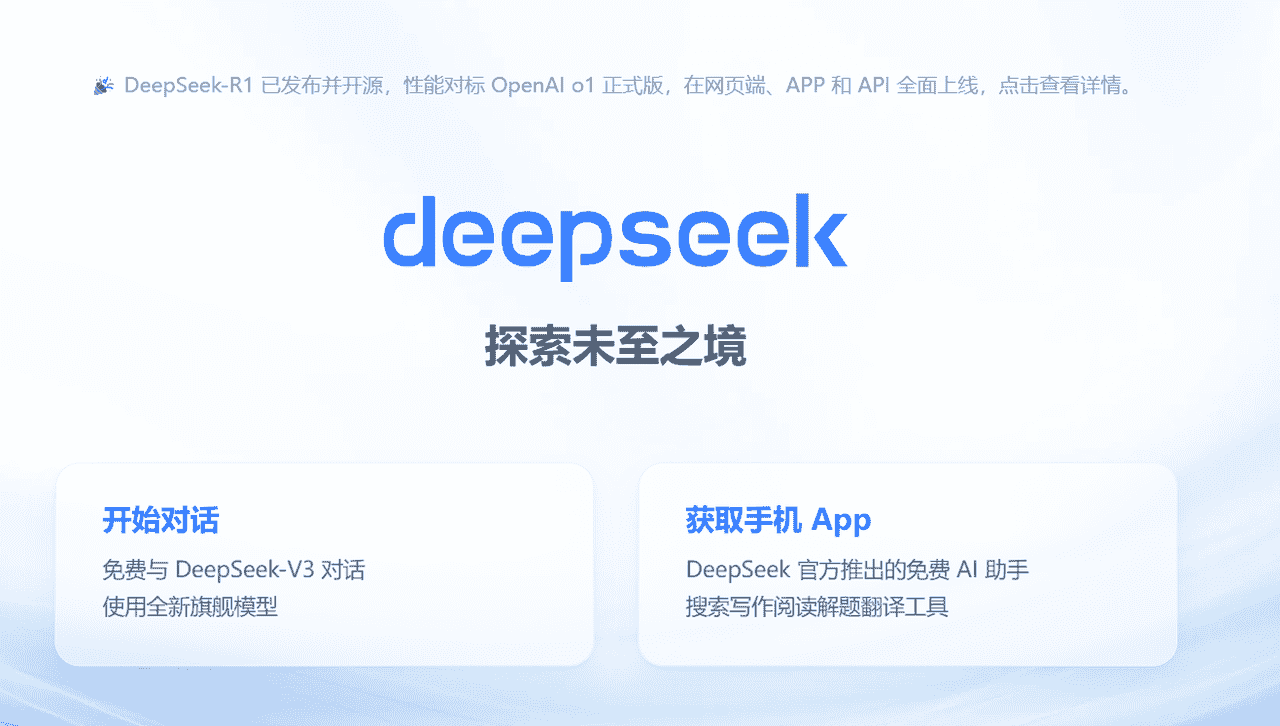 🎉 DeepSeek-R1 已发布并开源，性能对标 OpenAI o1 正式版，在网页端、APP 和 API 全面上线，点击查看详情。
deepseek
探索未至之境
开始对话
免费与 DeepSeek-V3 对话
使用全新旗舰模型
获取手机 App
DeepSeek 官方推出的免费 AI 助手
搜索写作阅读解题翻译工具